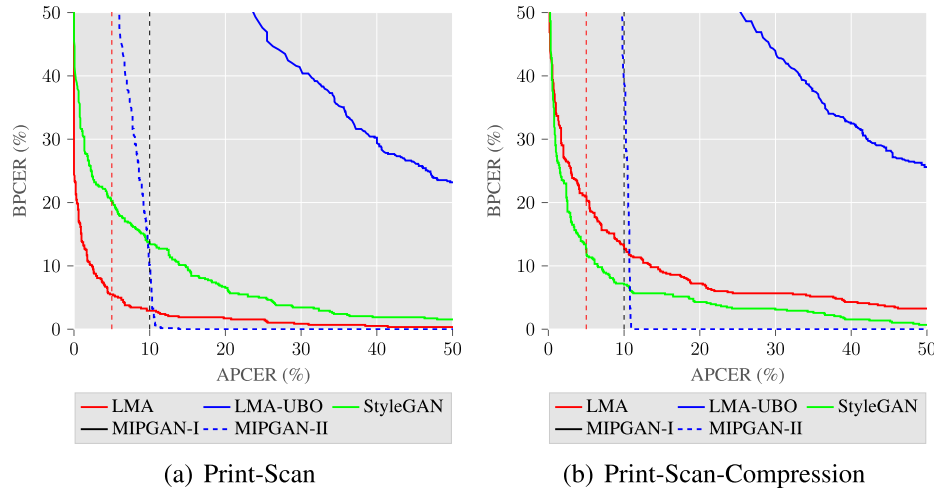 50
40
30
20
10
0
BPCER (%)
0 10 20 30 40 50
APCER (%)
LMA LMA-UBO StyleGAN
MIPGAN-I MIPGAN-II
(a) Print-Scan
50
40
30
20
10
0
BPCER (%)
0 10 20 30 40 50
APCER (%)
LMA LMA-UBO StyleGAN
MIPGAN-I MIPGAN-II
(b) Print-Scan-Compression